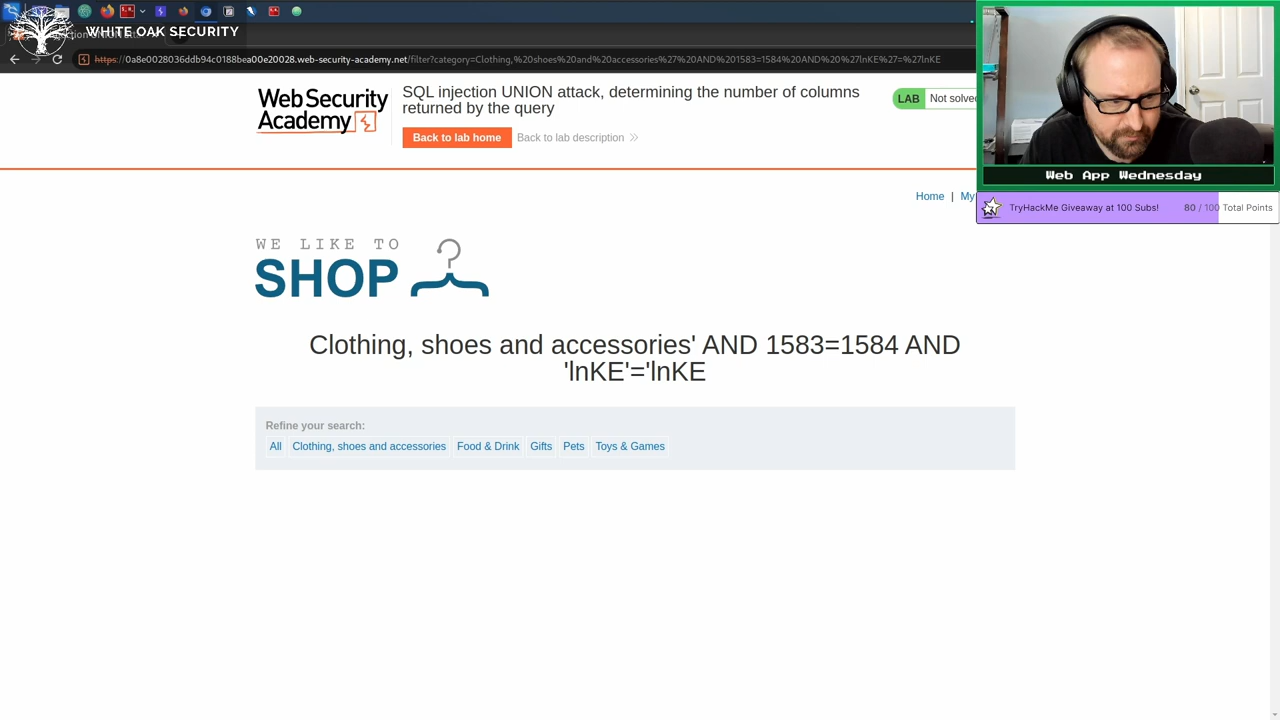 WHITE OAK SECURITY
https://0a8e0028036ddb94c0188bea00e20028.web-security-academy.net/filter?category=Clothing,%20shoes%20and%20accessories%27%20AND%201583=1584%20AND%20%27lnKE%27=%27lnKE
Web Security
Academy
SQL injection UNION attack, determining the number of columns
returned by the query
LAB Not solved
Back to lab home Back to lab description
Web App Wednesday
Home | My
TryHackMe Giveaway at 100 Subs! 80 / 100 Total Points
WE LIKE TO
SHOP
Clothing, shoes and accessories' AND 1583=1584 AND
'lnKE'='lnKE
Refine your search:
All Clothing, shoes and accessories Food & Drink Gifts Pets Toys & Games